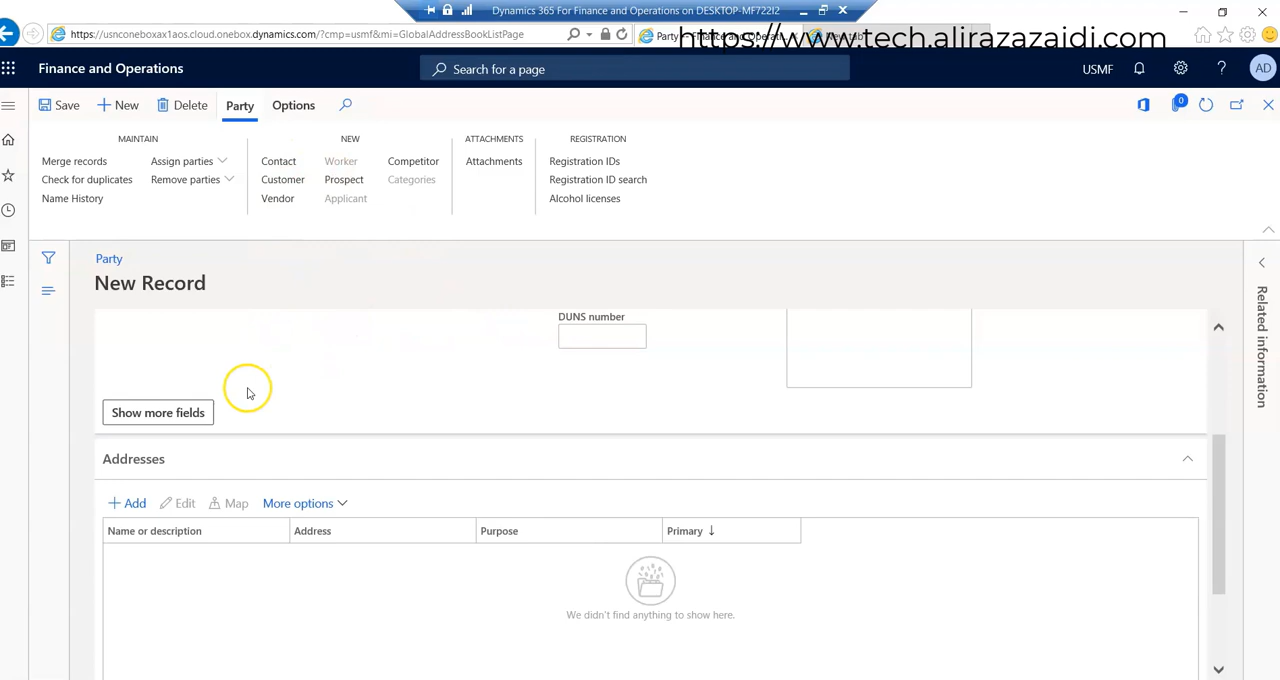 Dynamics 365 For Finance and Operations on DESKTOP-MF722I2
https://usnconeboxax1aos.cloud.onebox.dynamics.com/?cmp=usmf&mi=GlobalAddressBookListPage
https://www.tech.alirazazaidi.com
Finance and Operations
Search for a page
USMF
AD
Save
New
Delete
Party
Options
0
MAINTAIN
NEW
ATTACHMENTS
REGISTRATION
Merge records
Assign parties
Contact
Worker
Competitor
Attachments
Registration IDs
Check for duplicates
Remove parties
Customer
Prospect
Categories
Registration ID search
Name History
Vendor
Applicant
Alcohol licenses
Party
New Record
Related information
DUNS number
Show more fields
Addresses
Add
Edit
Map
More options
Name or description
Address
Purpose
Primary
We didn't find anything to show here.